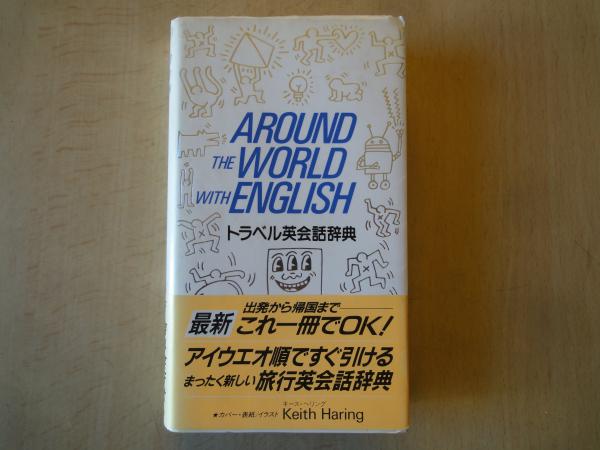 AROUND
THE WORLD
WITH ENGLISH
トラベル英会話辞典
出発から帰国まで
最新 これ一冊でOK!
アイウエオ順ですぐ引ける
まったく新しい 旅行英会話辞典
キース・ヘリング
★カバー・表紙/イラスト Keith Haring